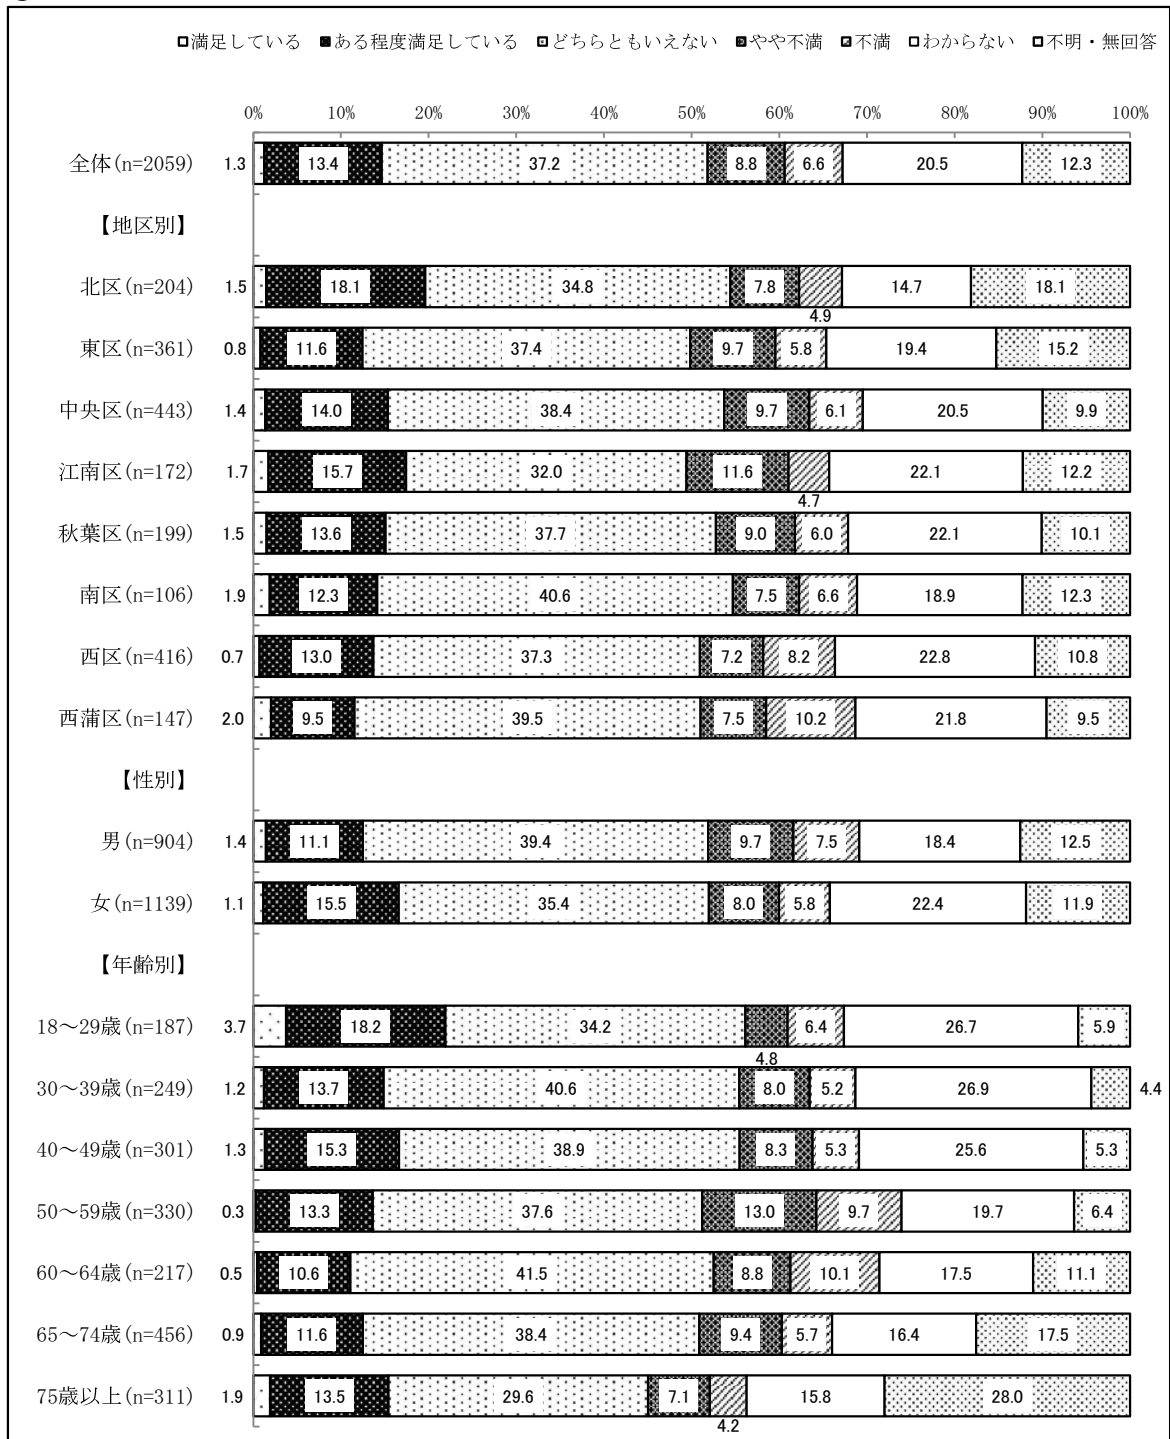 満足している ある程度満足している どちらともいえない やや不満 不満 わからない 不明・無回答
0% 10% 20% 30% 40% 50% 60% 70% 80% 90% 100%
全体(n=2059) 1.3 13.4 37.2 8.8 6.6 20.5 12.3
【地区別】
北区(n=204) 1.5 18.1 34.8 7.8 14.7 18.1
4.9
東区(n=361) 0.8 11.6 37.4 9.7 5.8 19.4 15.2
中央区(n=443) 1.4 14.0 38.4 9.7 6.1 20.5 9.9
江南区(n=172) 1.7 15.7 32.0 11.6 22.1 12.2
4.7
秋葉区(n=199) 1.5 13.6 37.7 9.0 6.0 22.1 10.1
南区(n=106) 1.9 12.3 40.6 7.5 6.6 18.9 12.3
西区(n=416) 0.7 13.0 37.3 7.2 8.2 22.8 10.8
西蒲区(n=147) 2.0 9.5 39.5 7.5 10.2 21.8 9.5
【性別】
男(n=904) 1.4 11.1 39.4 9.7 7.5 18.4 12.5
女(n=1139) 1.1 15.5 35.4 8.0 5.8 22.4 11.9
【年齢別】
18～29歳(n=187) 3.7 18.2 34.2 6.4 26.7 5.9
4.8
30～39歳(n=249) 1.2 13.7 40.6 8.0 5.2 26.9 4.4
40～49歳(n=301) 1.3 15.3 38.9 8.3 5.3 25.6 5.3
50～59歳(n=330) 0.3 13.3 37.6 13.0 9.7 19.7 6.4
60～64歳(n=217) 0.5 10.6 41.5 8.8 10.1 17.5 11.1
65～74歳(n=456) 0.9 11.6 38.4 9.4 5.7 16.4 17.5
75歳以上(n=311) 1.9 13.5 29.6 7.1 15.8 28.0
4.2